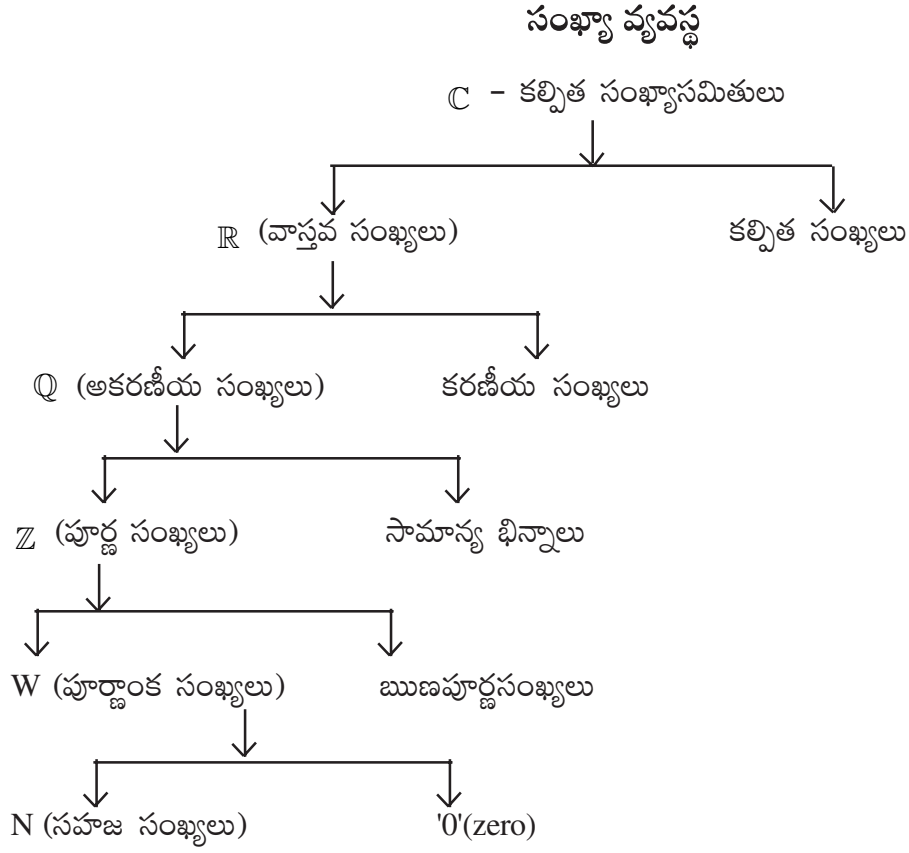 సంఖ్యా వ్యవస్థ
ℂ - కల్పిత సంఖ్యాసమితులు
ℝ (వాస్తవ సంఖ్యలు) కల్పిత సంఖ్యలు
ℚ (అకరణీయ సంఖ్యలు) కరణీయ సంఖ్యలు
ℤ (పూర్ణ సంఖ్యలు) సామాన్య భిన్నాలు
W (పూర్ణాంక సంఖ్యలు) ఋణపూర్ణసంఖ్యలు
N (సహజ సంఖ్యలు) '0'(zero)